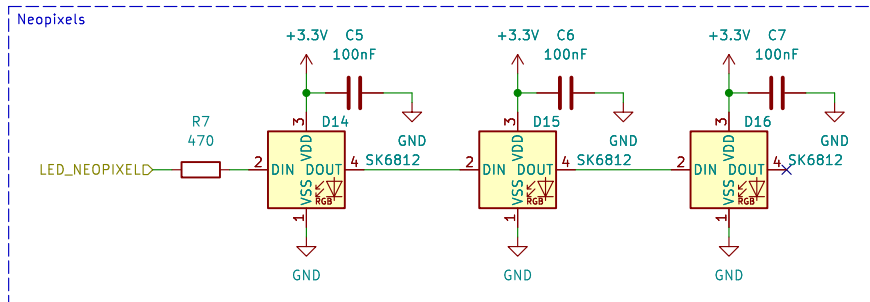 Neopixels
+3.3V C5
100nF
+3.3V C6
100nF
+3.3V C7
100nF
R7
470
LED_NEOPIXEL
3 D14
GND
VDD
2 DIN DOUT 4 SK6812
VSS
RGB
1
GND
3 D15
GND
VDD
2 DIN DOUT 4 SK6812
VSS
RGB
1
GND
3 D16
GND
VDD
2 DIN DOUT 4 SK6812
VSS
RGB
1
GND